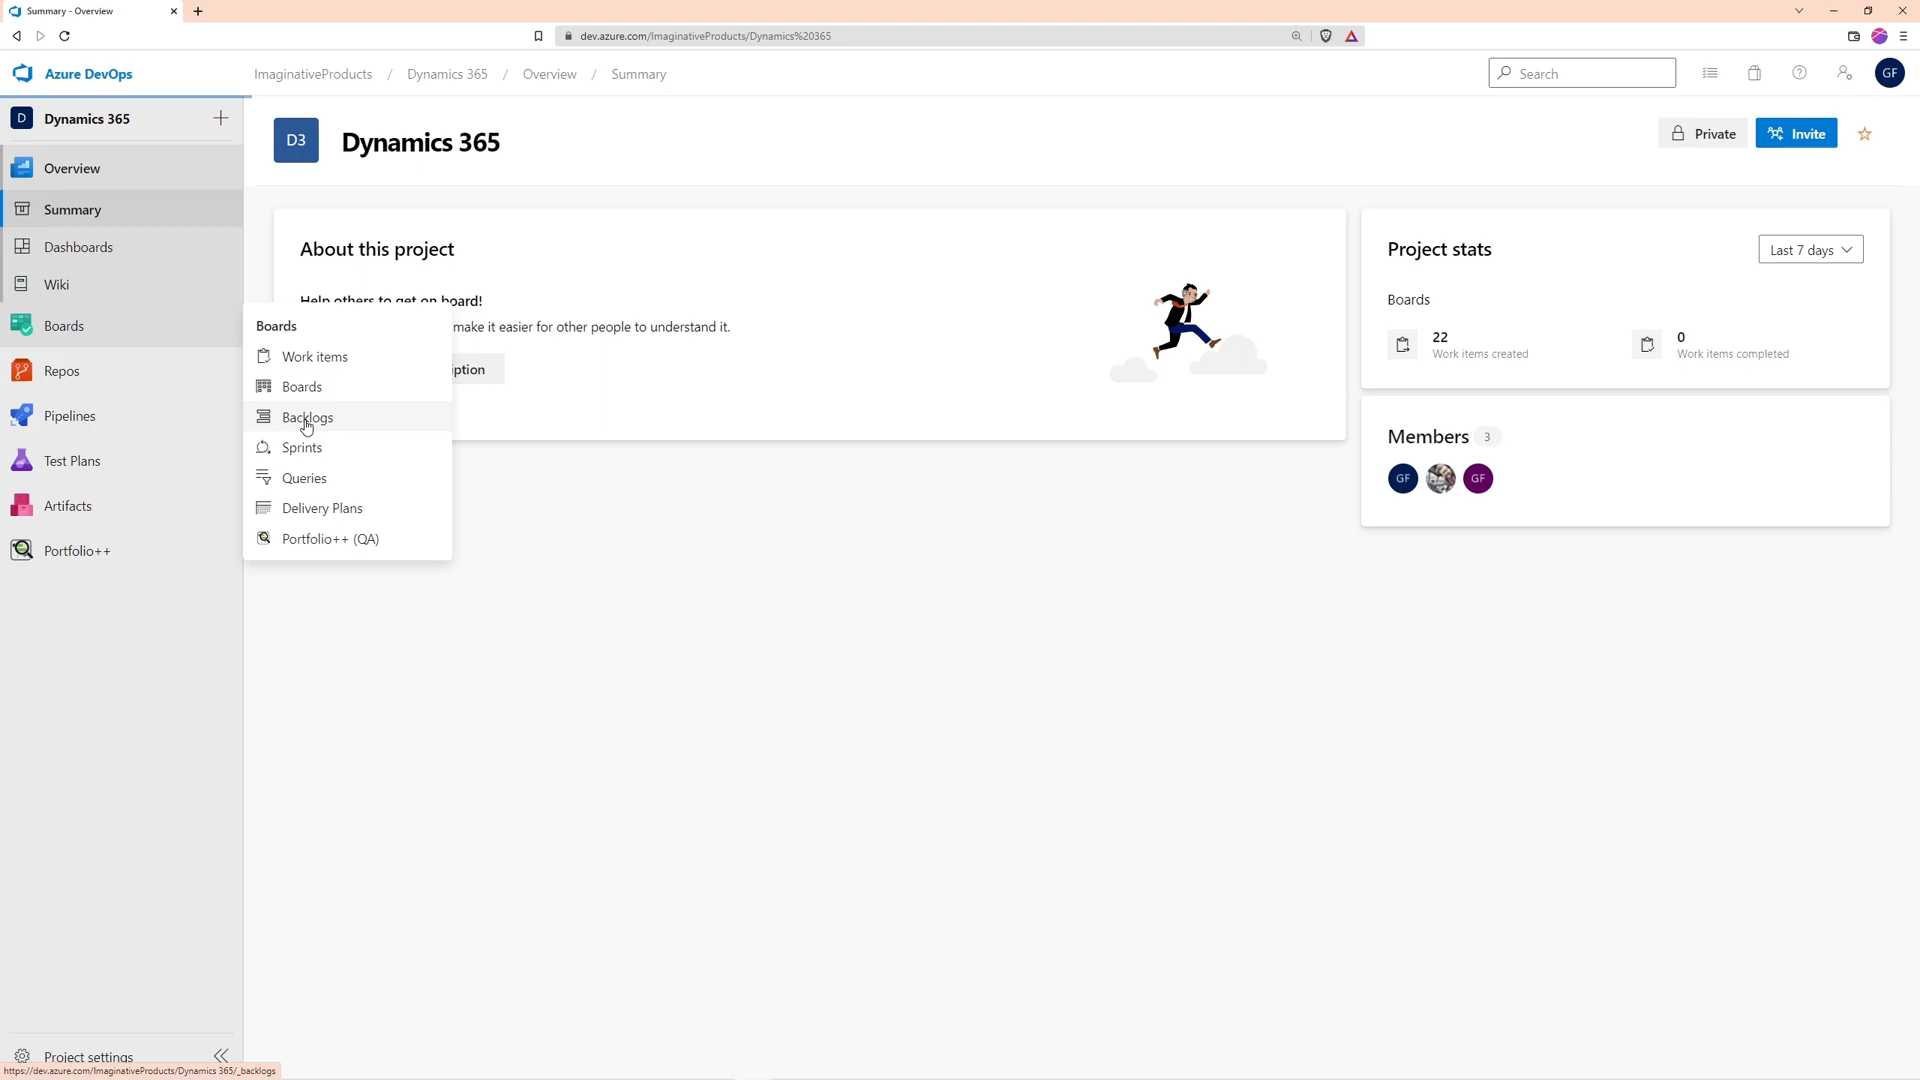 Summary - Overview
dev.azure.com/ImaginativeProducts/Dynamics%20365
Azure DevOps
ImaginativeProducts / Dynamics 365 / Overview / Summary
Search
GF
D
Dynamics 365
D3
Dynamics 365
Private
Invite
Overview
Summary
Dashboards
Wiki
Boards
Repos
Pipelines
Test Plans
Artifacts
Portfolio++
Boards
Work items
Boards
Backlogs
Sprints
Queries
Delivery Plans
Portfolio++ (QA)
About this project
Help others to get on board!
make it easier for other people to understand it.
iption
Project stats
Last 7 days
Boards
22
Work items created
0
Work items completed
Members 3
GF
GF
Project settings
https://dev.azure.com/ImaginativeProducts/Dynamics 365/_backlogs